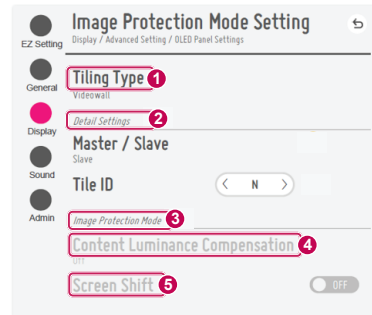 Image Protection Mode Setting
Display / Advanced Setting / OLED Panel Settings
EZ Setting
General
Display
Sound
Admin
Tiling Type 1
Videowall
Detail Settings 2
Master / Slave
Slave
Tile ID
N
Image Protection Mode 3
Content Luminance Compensation 4
Off
Screen Shift 5
OFF